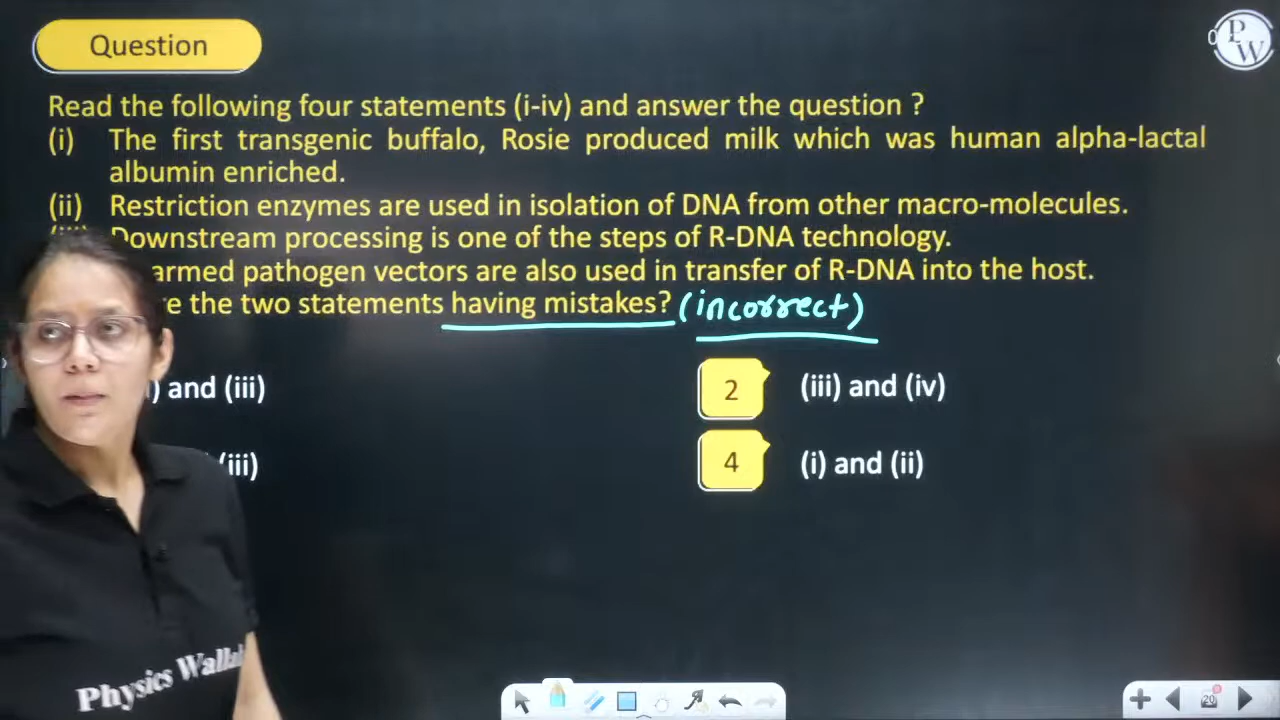 Question
PW
Read the following four statements (i-iv) and answer the question ?
(i) The first transgenic buffalo, Rosie produced milk which was human alpha-lactal
albumin enriched.
(ii) Restriction enzymes are used in isolation of DNA from other macro-molecules.
Downstream processing is one of the steps of R-DNA technology.
armed pathogen vectors are also used in transfer of R-DNA into the host.
the two statements having mistakes? (incorrect)
) and (iii)
2 (iii) and (iv)
(iii)
4 (i) and (ii)
Physics Walla
20